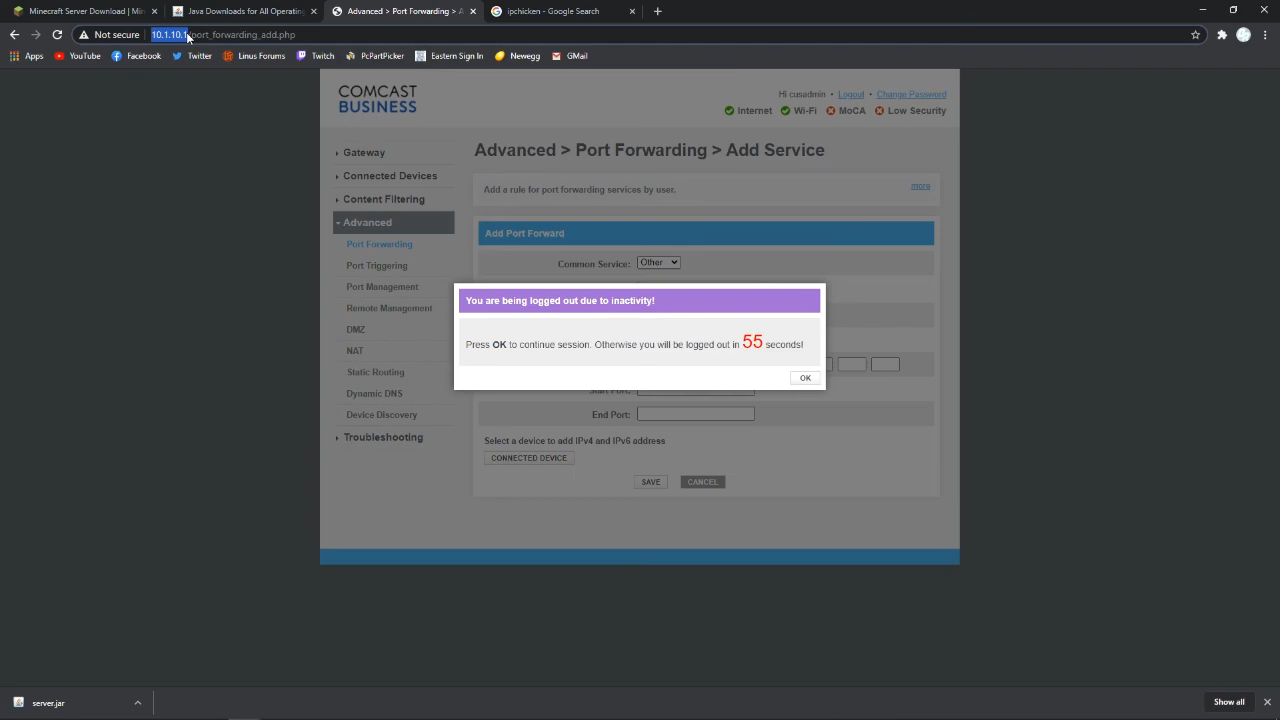 Minecraft Server Download | Mi
Java Downloads for All Operating
Advanced > Port Forwarding > A
ipchicken - Google Search
Not secure
10.1.10.1/port_forwarding_add.php
Apps
YouTube
Facebook
Twitter
Linus Forums
Twitch
PcPartPicker
Eastern Sign In
Newegg
GMail
COMCAST
BUSINESS
Hi cusadmin • Logout • Change Password
Internet
Wi-Fi
MoCA
Low Security
Gateway
Connected Devices
Content Filtering
Advanced
Port Forwarding
Port Triggering
Port Management
Remote Management
DMZ
NAT
Static Routing
Dynamic DNS
Device Discovery
Troubleshooting
Advanced > Port Forwarding > Add Service
Add a rule for port forwarding services by user.
more
Add Port Forward
Common Service:
Other
You are being logged out due to inactivity!
Press OK to continue session. Otherwise you will be logged out in 55 seconds!
OK
Start Port:
End Port:
Select a device to add IPv4 and IPv6 address
CONNECTED DEVICE
SAVE
CANCEL
server.jar
Show all